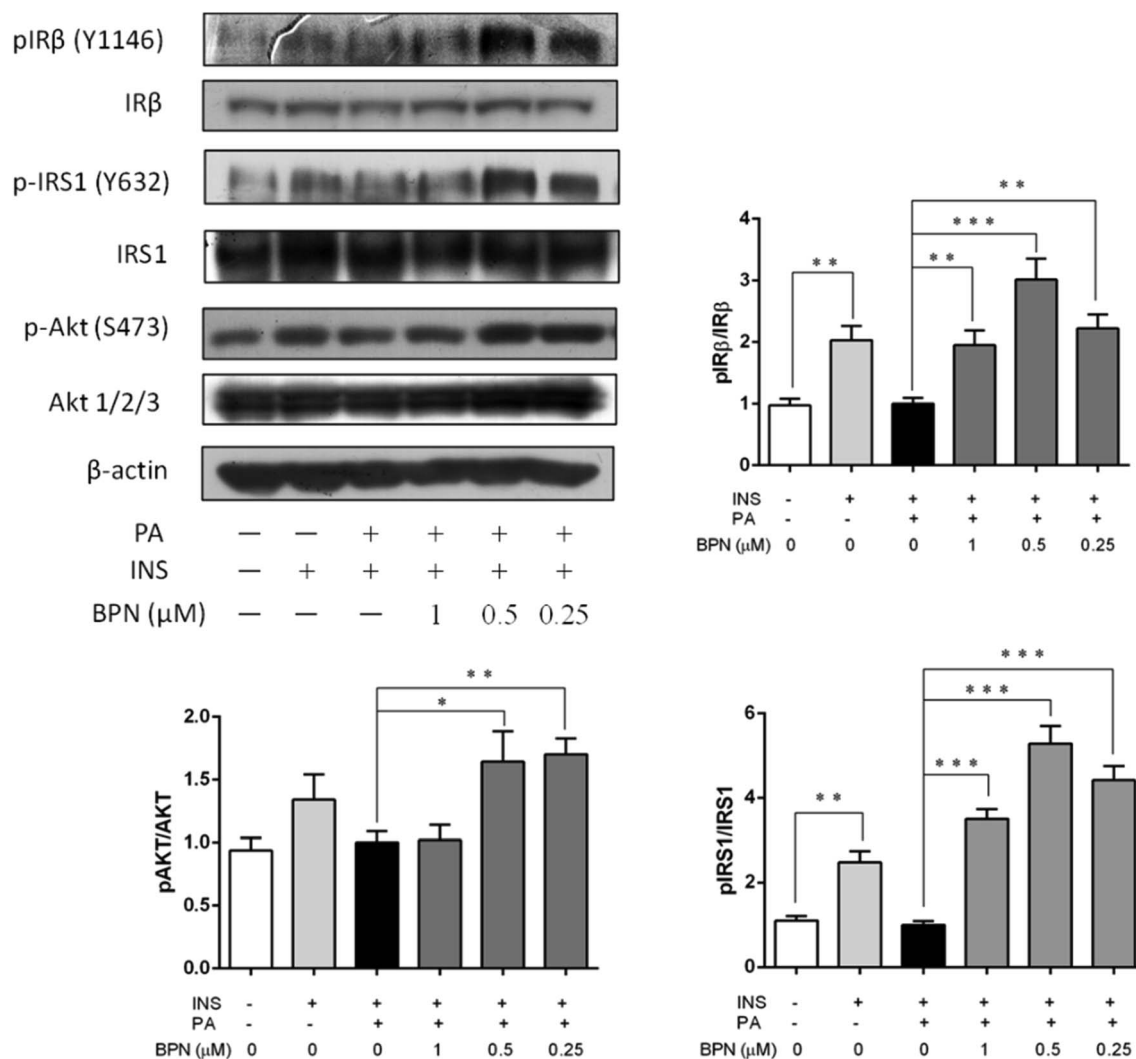 pIRβ (Y1146)
IRβ
p-IRS1 (Y632)
IRS1
p-Akt (S473)
Akt 1/2/3
β-actin
PA — — + + + +
INS — + + + + +
BPN (μM) — — — 1 0.5 0.25
pIRβ/IRβ
4
3
2
1
0
** ** *** **
INS - + + + + +
PA - - + + + +
BPN (μM) 0 0 0 1 0.5 0.25
pAKT/AKT
2.0
1.5
1.0
0.5
0.0
* **
INS - + + + + +
PA - - + + + +
BPN (μM) 0 0 0 1 0.5 0.25
pIRS1/IRS1
6
4
2
0
** *** *** ***
INS - + + + + +
PA - - + + + +
BPN (μM) 0 0 0 1 0.5 0.25